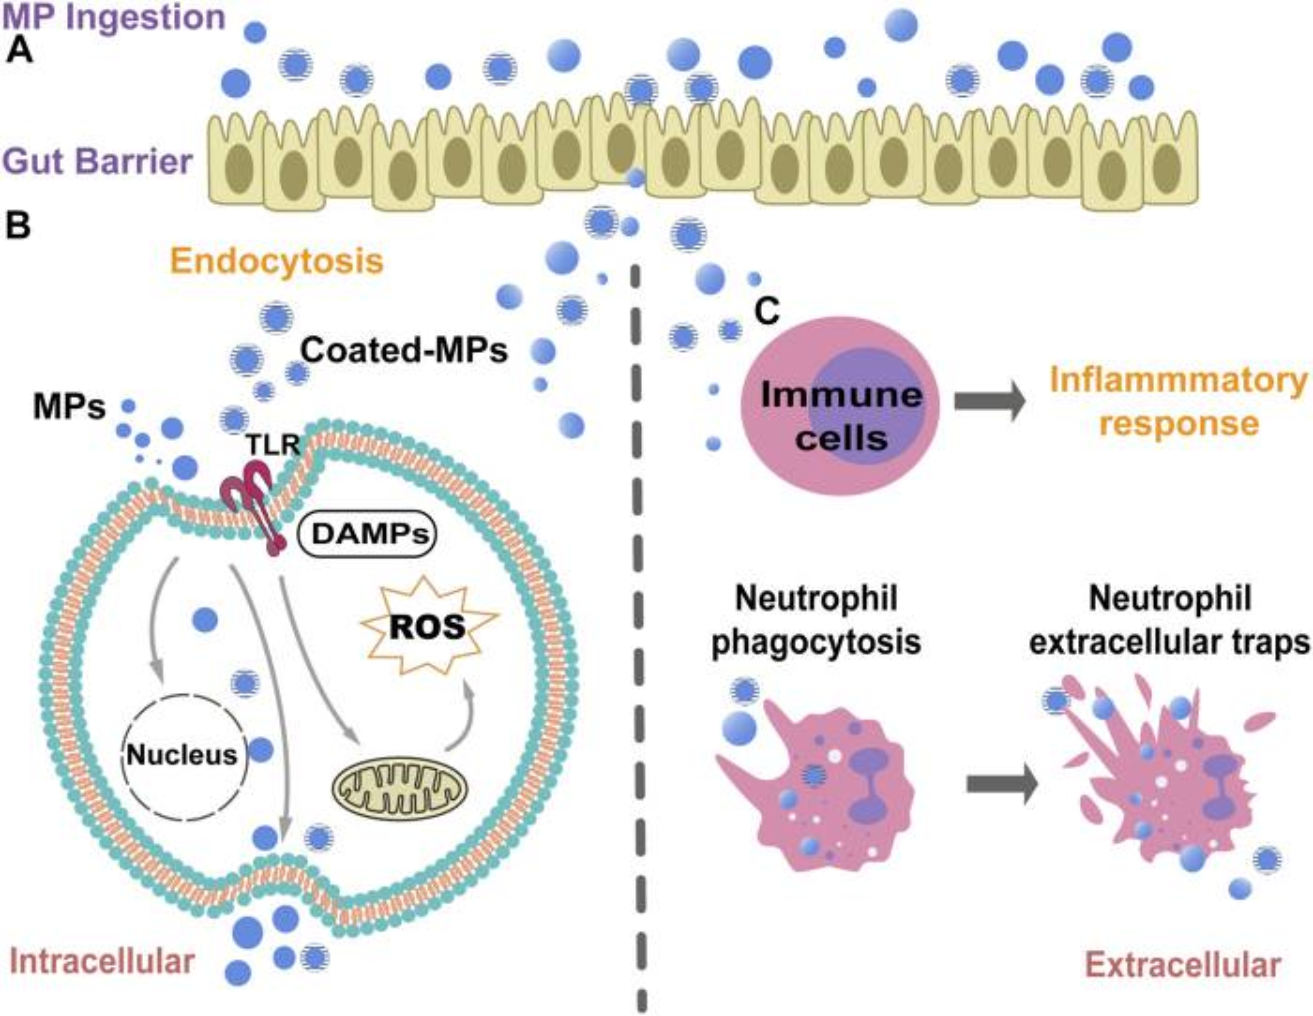 MP Ingestion
A
Gut Barrier
B
Endocytosis
Coated-MPs
MPs
TLR
DAMPs
ROS
Nucleus
Intracellular
C
Immune
cells
Inflammmatory
response
Neutrophil
phagocytosis
Neutrophil
extracellular traps
Extracellular